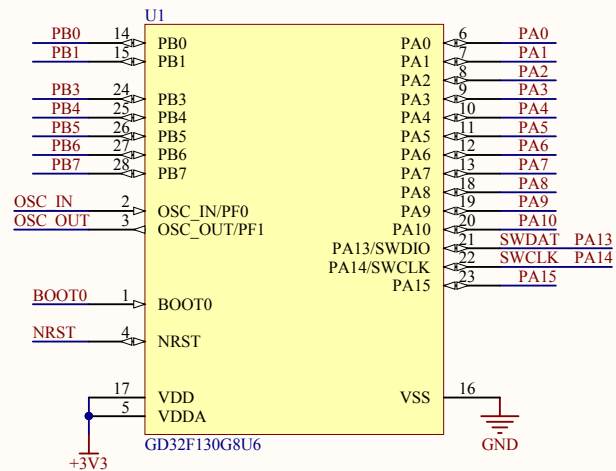 U1
PB0 14 PB0 PA0 6 PA0
PB1 15 PB1 PA1 7 PA1
PA2 8 PA2
PB3 24 PB3 PA3 9 PA3
PB4 25 PB4 PA4 10 PA4
PB5 26 PB5 PA5 11 PA5
PB6 27 PB6 PA6 12 PA6
PB7 28 PB7 PA7 13 PA7
PA8 18 PA8
OSC_IN 2 OSC_IN/PF0 PA9 19 PA9
OSC_OUT 3 OSC_OUT/PF1 PA10 20 PA10
PA13/SWDIO 21 SWDAT PA13
PA14/SWCLK 22 SWCLK PA14
PA15 23 PA15
BOOT0 1 BOOT0
NRST 4 NRST
17 VDD VSS 16
5 VDDA
GD32F130G8U6 GND
+3V3